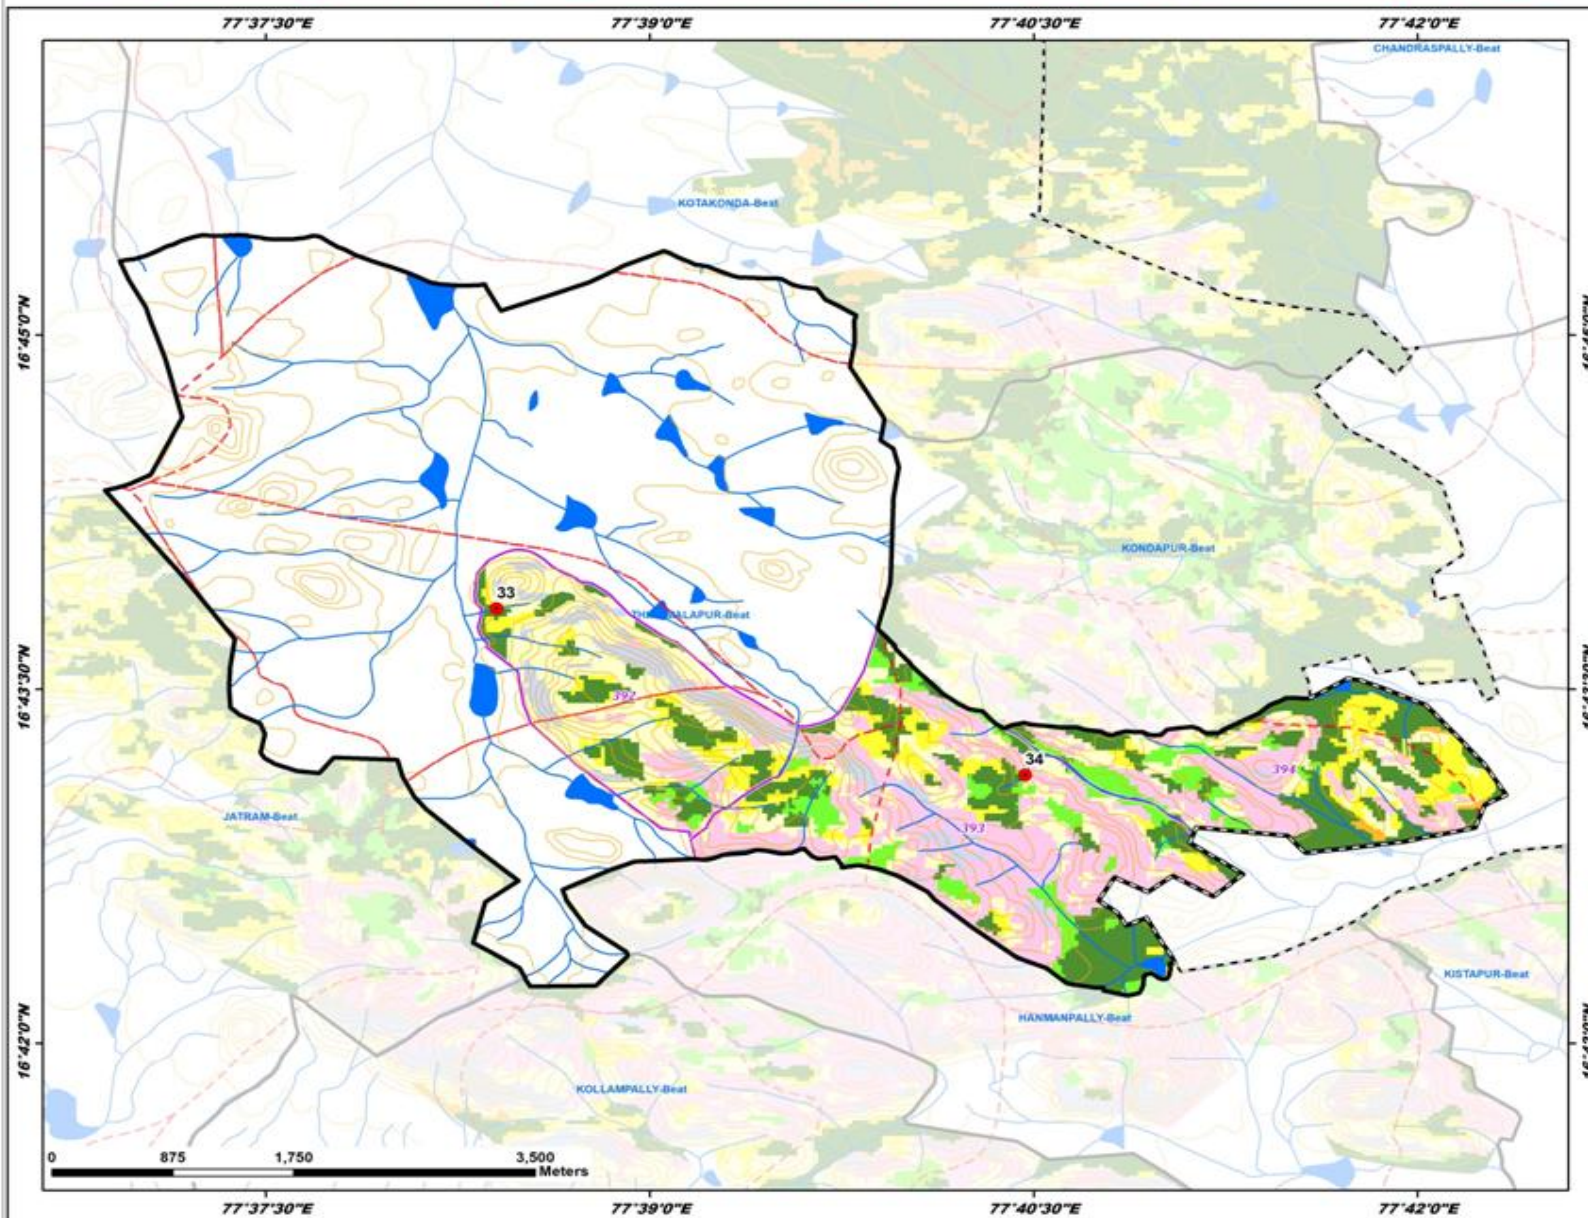 77°37'30"E 77°39'0"E 77°40'30"E 77°42'0"E
CHANDRASPALLY-Beat
KOTAKONDA-Beat
16°45'0"N
KONDAPUR-Beat
33
16°43'30"N
392
34
394
JATRAM-Beat
393
KISTAPUR-Beat
HANMANPALLY-Beat
16°42'0"N
KOLLAMPALLY-Beat
0 875 1,750 3,500
Meters
77°37'30"E 77°39'0"E 77°40'30"E 77°42'0"E